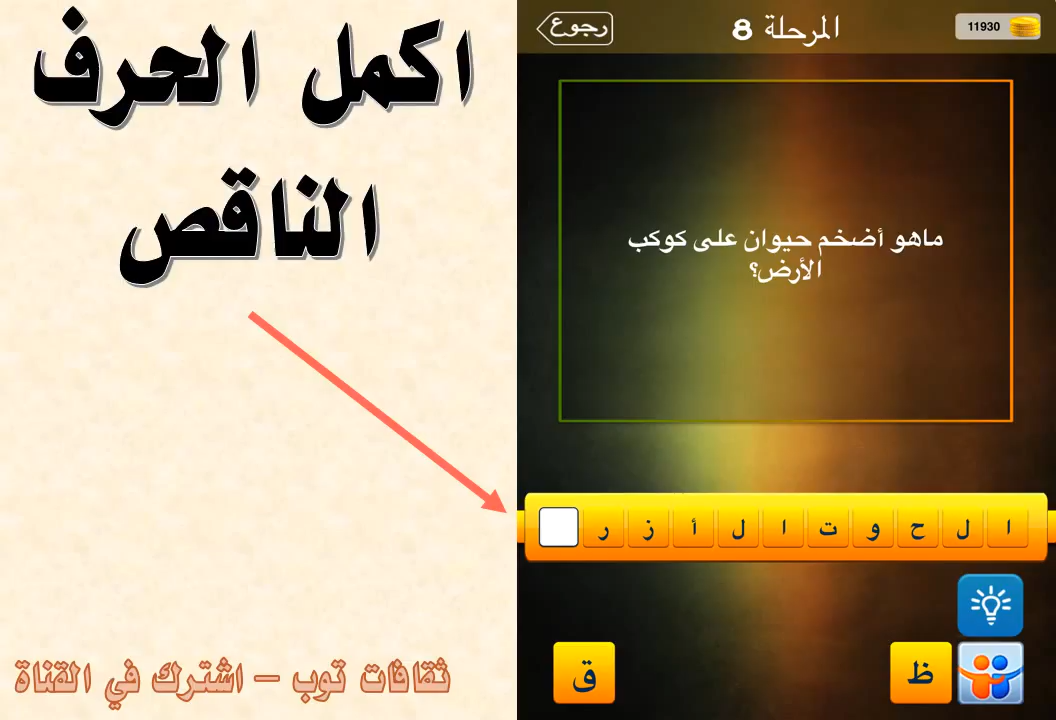 اكمل الحرف
الناقص
ثقافات توب – اشترك في القناة
رجوع
المرحلة 8
11930
ماهو أضخم حيوان على كوكب
الأرض؟
ا ل ح و ت ا ل أ ز ر
ظ
ق